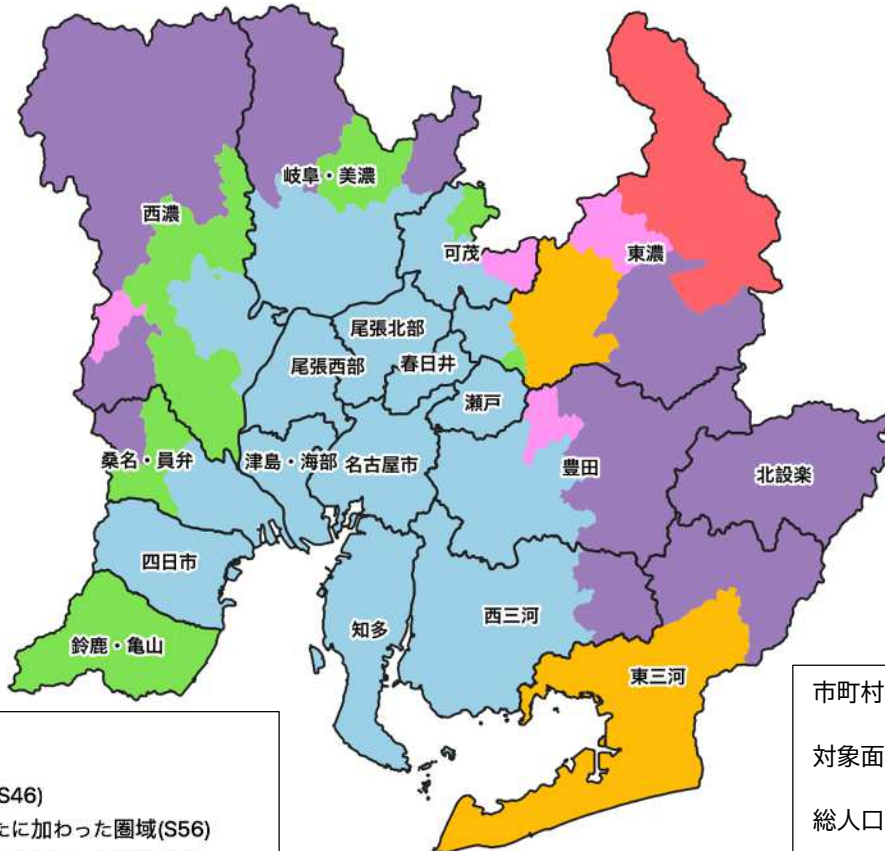 岐阜・美濃
西濃
可茂
東濃
尾張北部
尾張西部
春日井
瀬戸
桑名・員弁
津島・海部
名古屋市
豊田
北設楽
四日市
鈴鹿・亀山
知多
西三河
東三河
S46)
たに加わった圏域(S56)
市町村
対象面
総人口